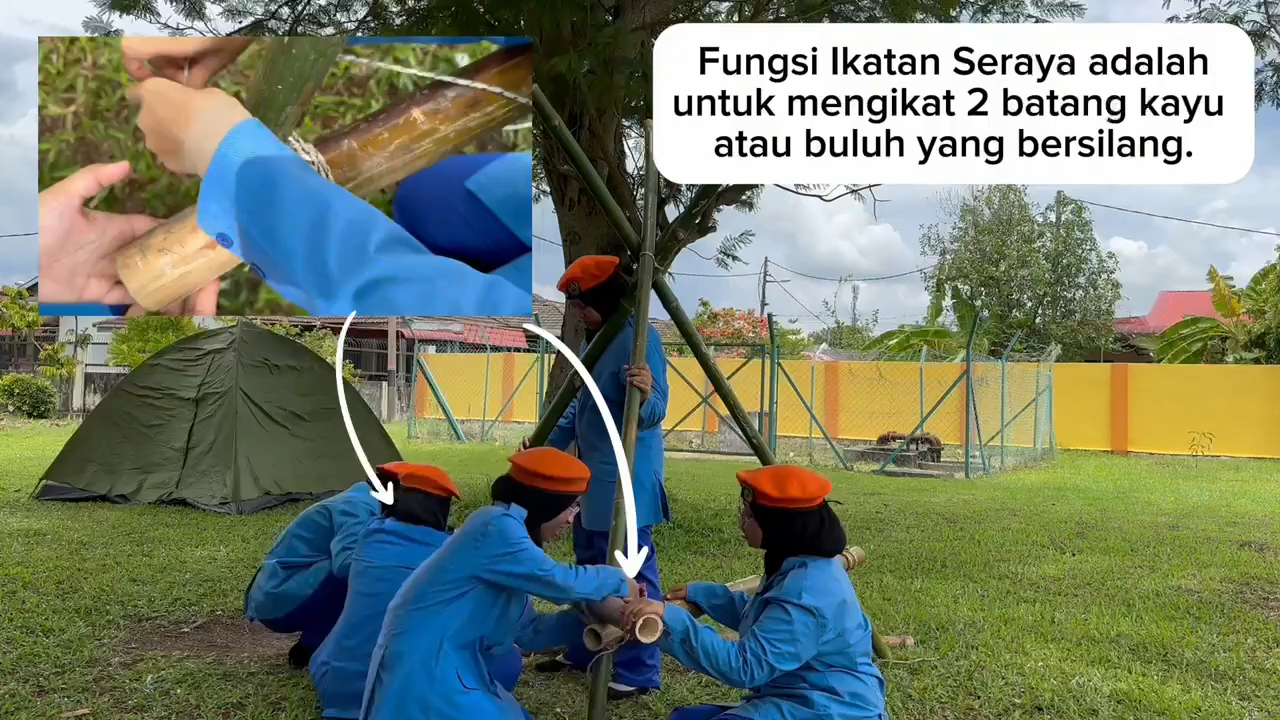 Fungsi Ikatan Seraya adalah
untuk mengikat 2 batang kayu
atau buluh yang bersilang.